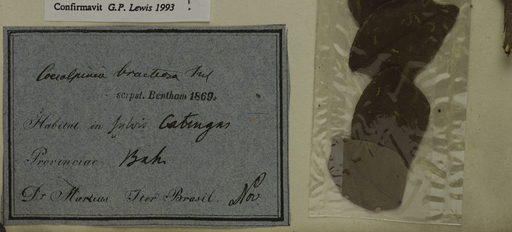 Confirmavit G.P. Lewis 1993
Caesalpinia bracteosa Tul
script. Bentham 1869.
Habitat in sylvis Catingas
Provinciae Bah.
Dr. Martius Iter Brasil. Nov.